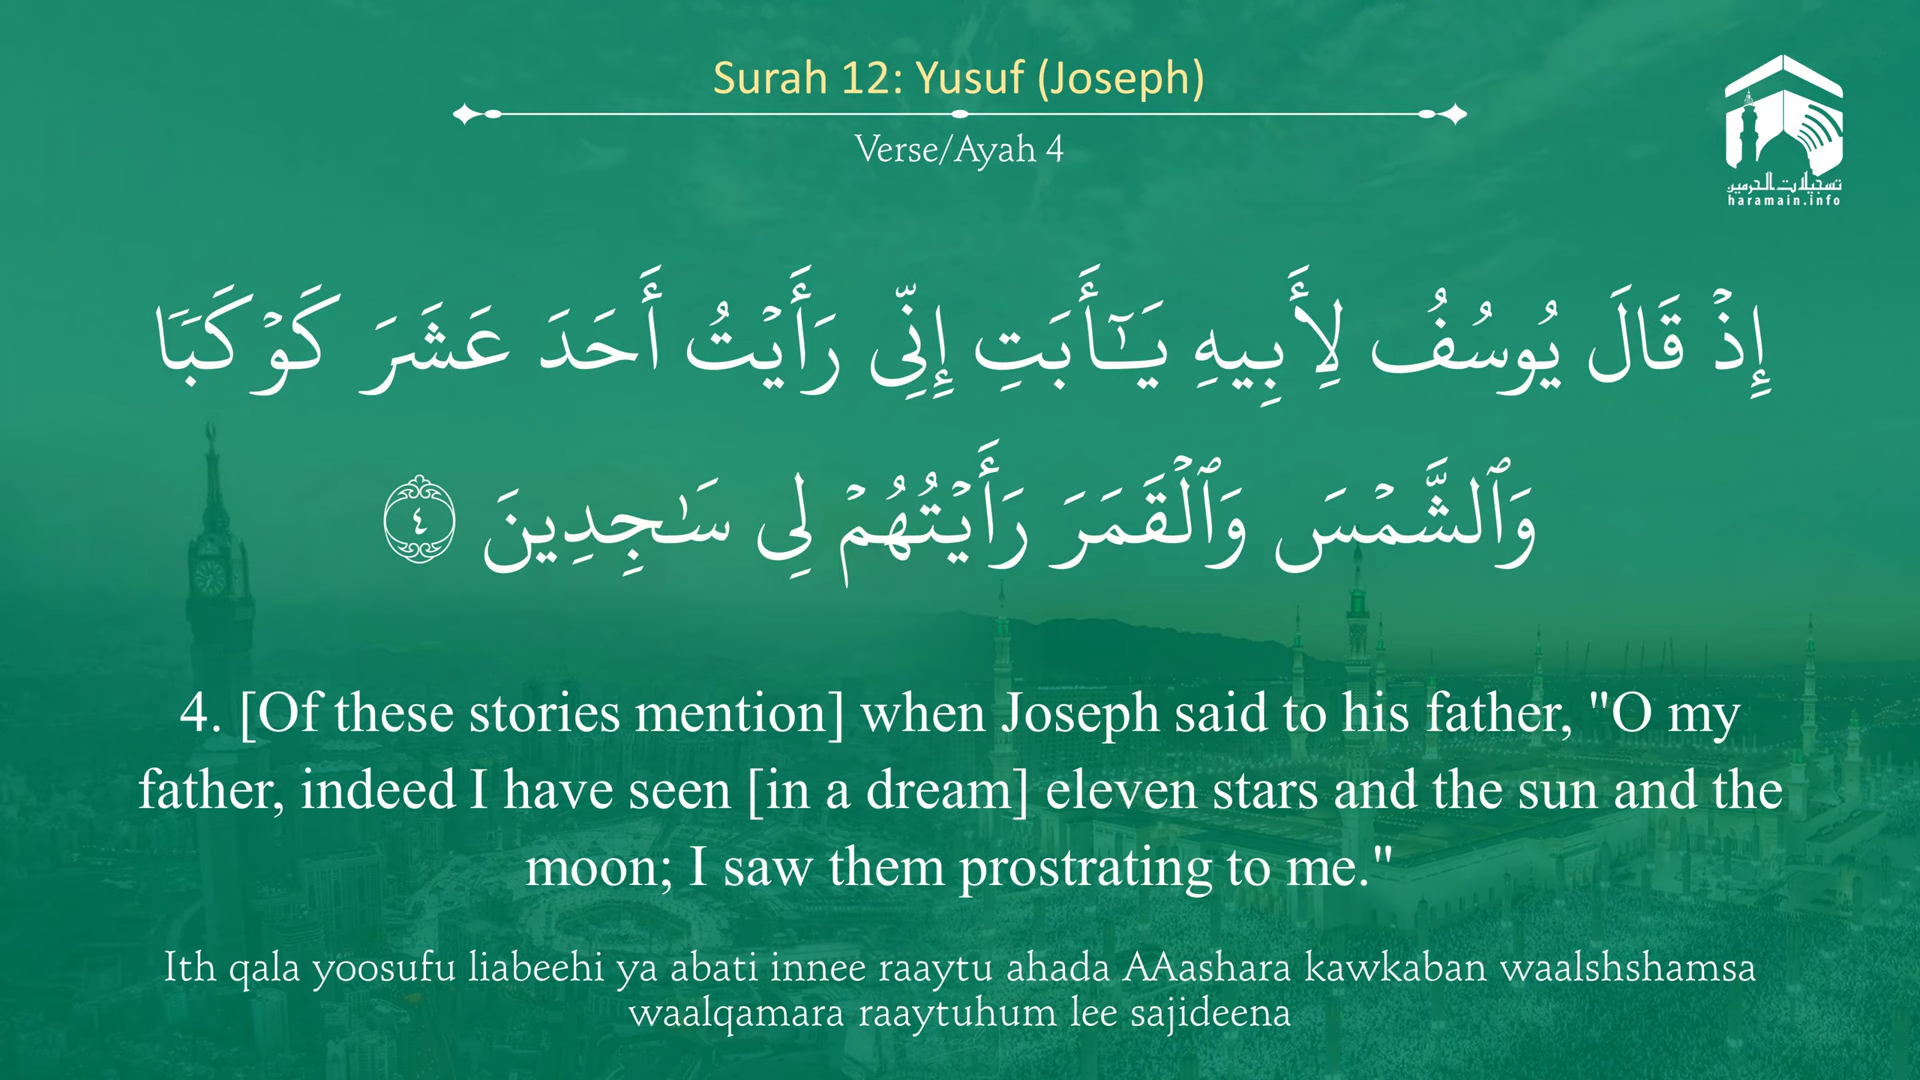 Surah 12: Yusuf (Joseph)
Verse/Ayah 4
تسجيلات الحرمين
haramain.info
إِذۡ قَالَ يُوسُفُ لِأَبِيهِ يَـٰٓأَبَتِ إِنِّی رَأَيۡتُ أَحَدَ عَشَرَ كَوۡكَبࣰا
وَٱلشَّمۡسَ وَٱلۡقَمَرَ رَأَيۡتُهُمۡ لِی سَـٰجِدِينَ ٤
4. [Of these stories mention] when Joseph said to his father, "O my
father, indeed I have seen [in a dream] eleven stars and the sun and the
moon; I saw them prostrating to me."
Ith qala yoosufu liabeehi ya abati innee raaytu ahada AAashara kawkaban waalshshamsa
waalqamara raaytuhum lee sajideena